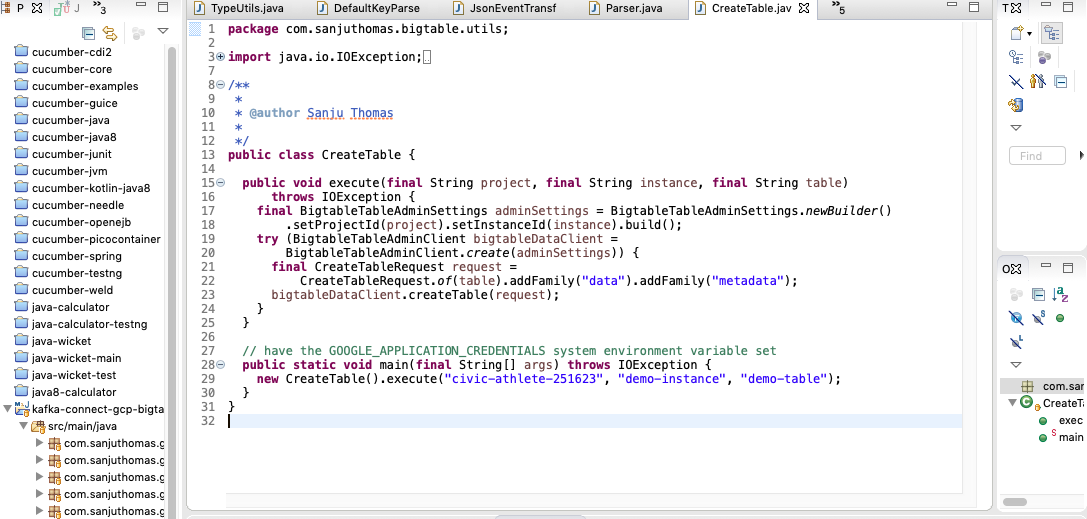 P
3
cucumber-cdi2
cucumber-core
cucumber-examples
cucumber-guice
cucumber-java
cucumber-java8
cucumber-junit
cucumber-jvm
cucumber-kotlin-java8
cucumber-needle
cucumber-openejb
cucumber-picocontainer
cucumber-spring
cucumber-testng
cucumber-weld
java-calculator
java-calculator-testng
java-wicket
java-wicket-main
java-wicket-test
java8-calculator
kafka-connect-gcp-bigta
src/main/java
com.sanjuthomas.g
com.sanjuthomas.g
com.sanjuthomas.g
com.sanjuthomas.g
com.sanjuthomas.g
TypeUtils.java DefaultKeyParse JsonEventTransf Parser.java CreateTable.jav 5
1 package com.sanjuthomas.bigtable.utils;
2
3 import java.io.IOException;
7
8 /**
9 *
10 * @author Sanju Thomas
11 *
12 */
13 public class CreateTable {
14
15 public void execute(final String project, final String instance, final String table)
16 throws IOException {
17 final BigtableTableAdminSettings adminSettings = BigtableTableAdminSettings.newBuilder()
18 .setProjectId(project).setInstanceId(instance).build();
19 try (BigtableTableAdminClient bigtableDataClient =
20 BigtableTableAdminClient.create(adminSettings)) {
21 final CreateTableRequest request =
22 CreateTableRequest.of(table).addFamily("data").addFamily("metadata");
23 bigtableDataClient.createTable(request);
24 }
25 }
26
27 // have the GOOGLE_APPLICATION_CREDENTIALS system environment variable set
28 public static void main(final String[] args) throws IOException {
29 new CreateTable().execute("civic-athlete-251623", "demo-instance", "demo-table");
30 }
31 }
32
T
Find
O
com.sar
CreateTa
exec
main